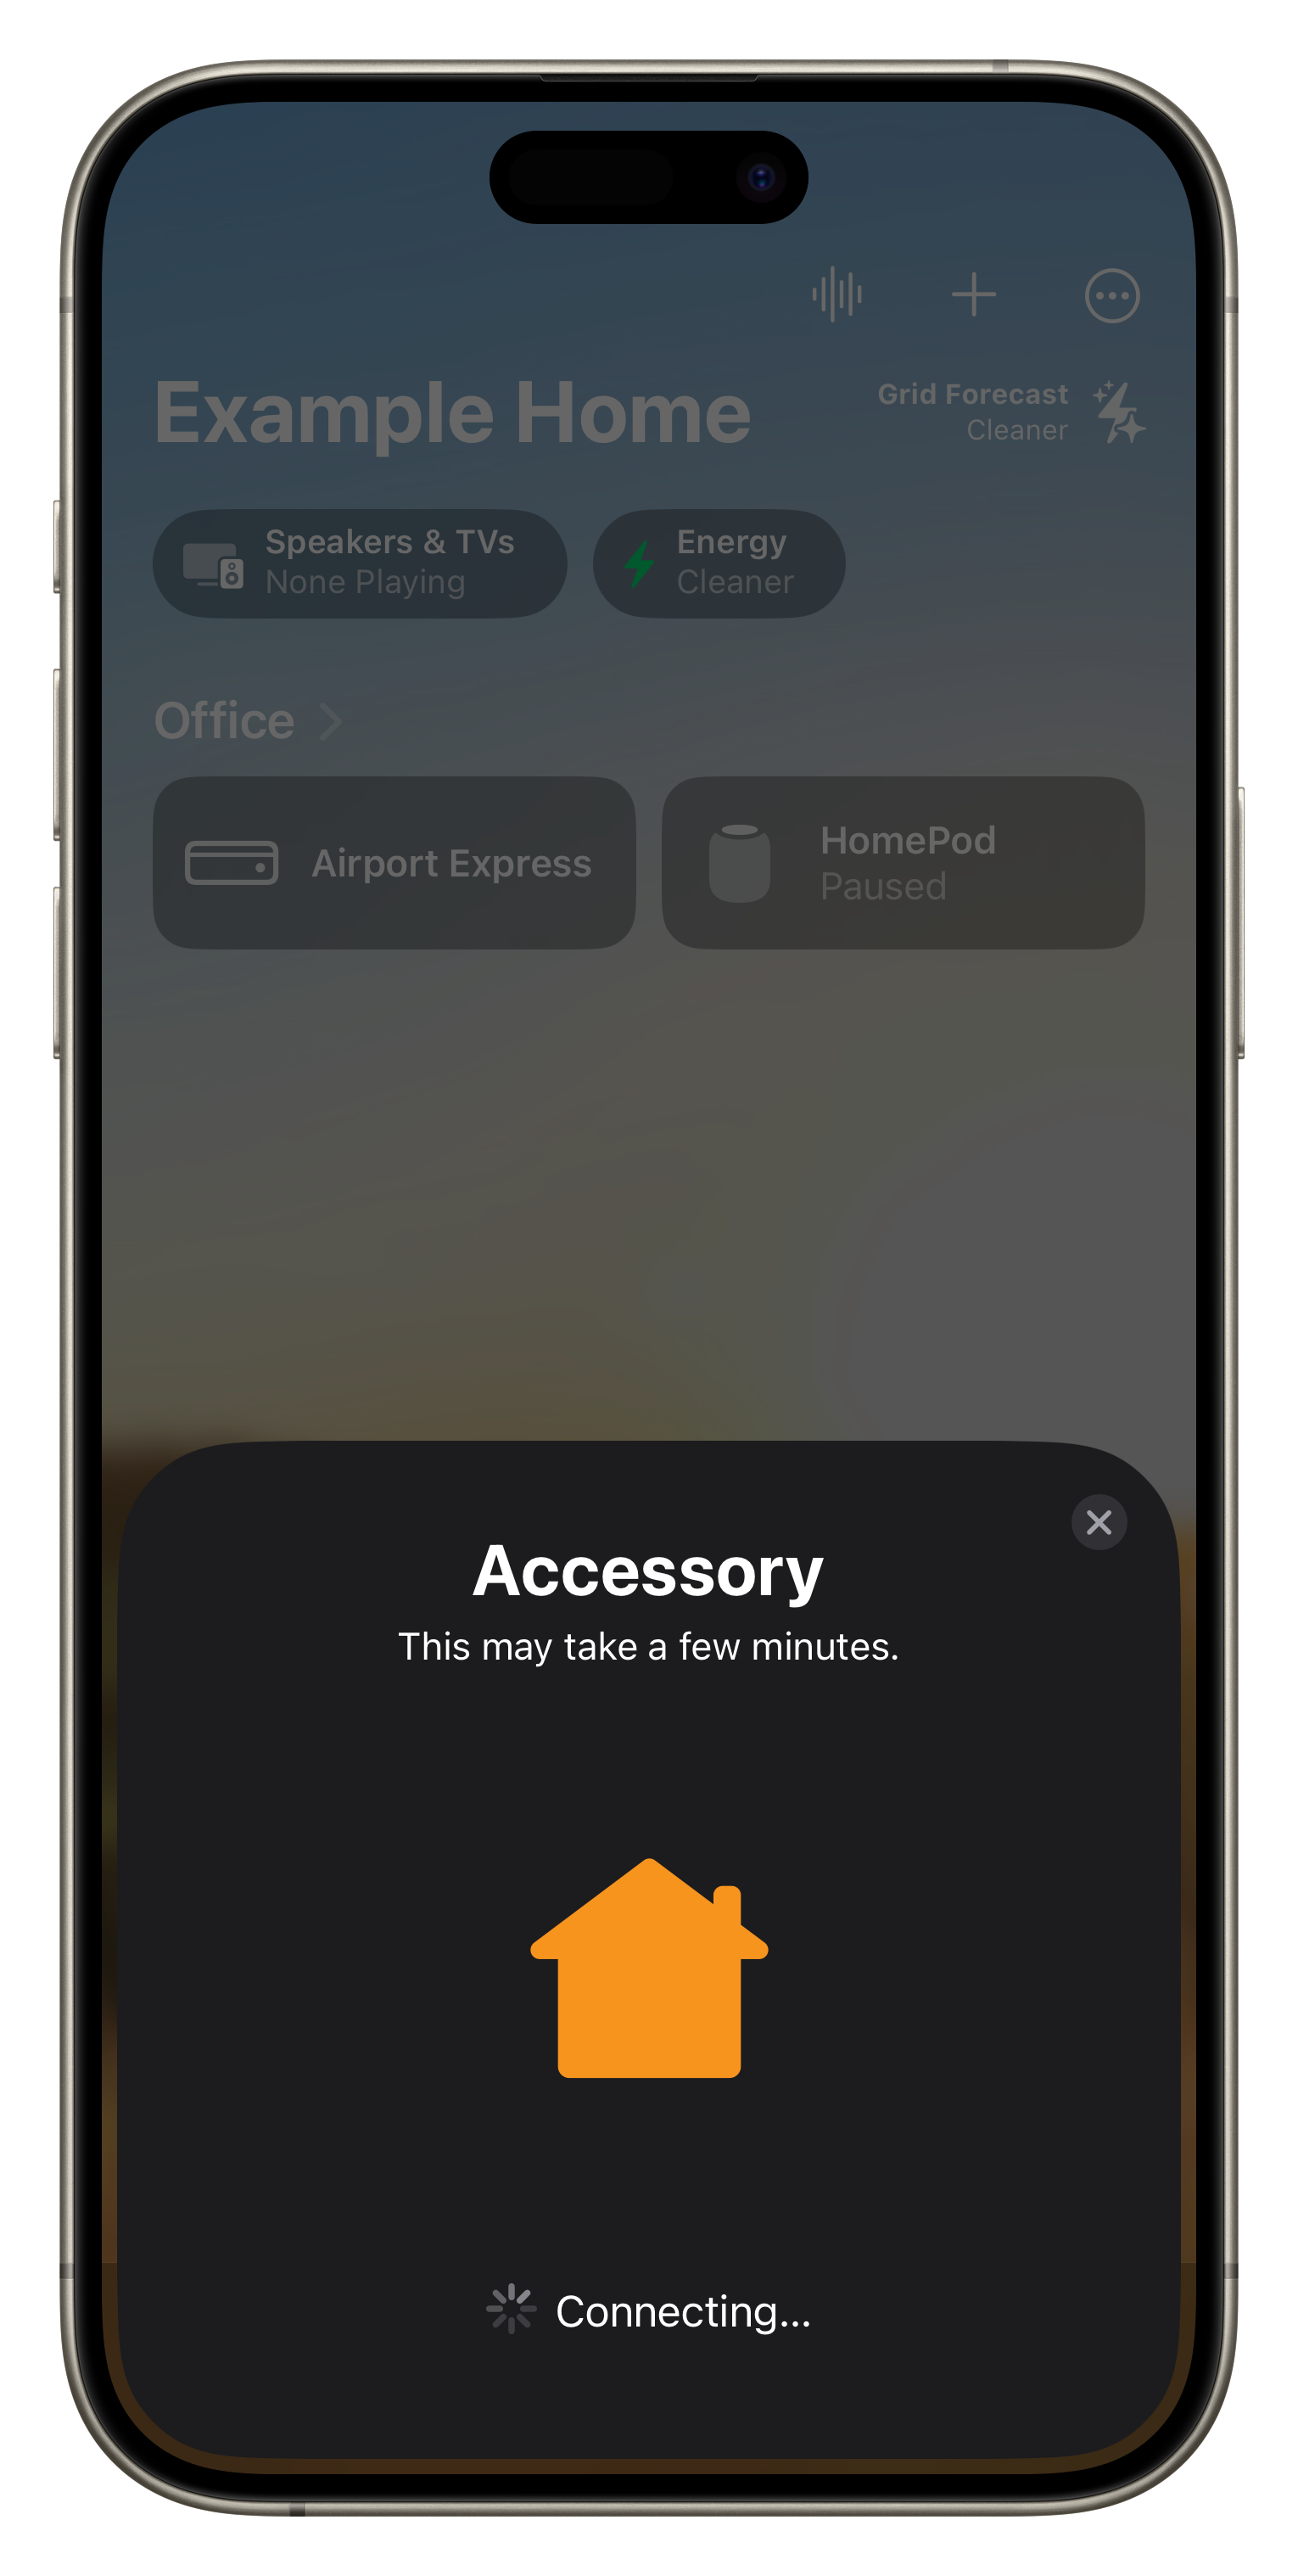 Example Home
Grid Forecast
Cleaner
Speakers & TVs
None Playing
Energy
Cleaner
Office
Airport Express
HomePod
Paused
Accessory
This may take a few minutes.
Connecting...